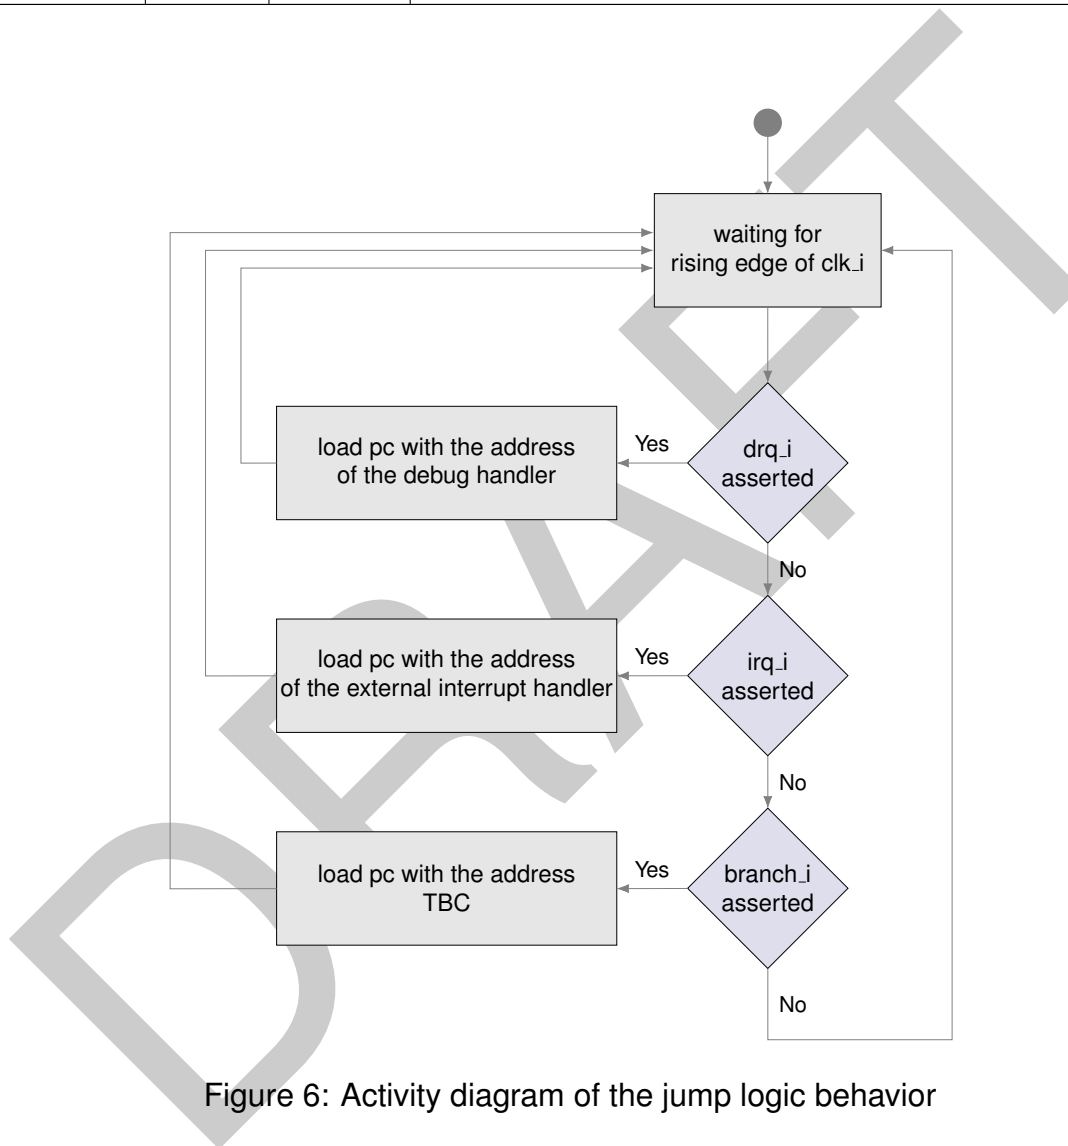 DRAFT
waiting for
rising edge of clk_i
load pc with the address
of the debug handler
Yes
drq_i
asserted
No
load pc with the address
of the external interrupt handler
Yes
irq_i
asserted
No
load pc with the address
TBC
Yes
branch_i
asserted
No
Figure 6: Activity diagram of the jump logic behavior